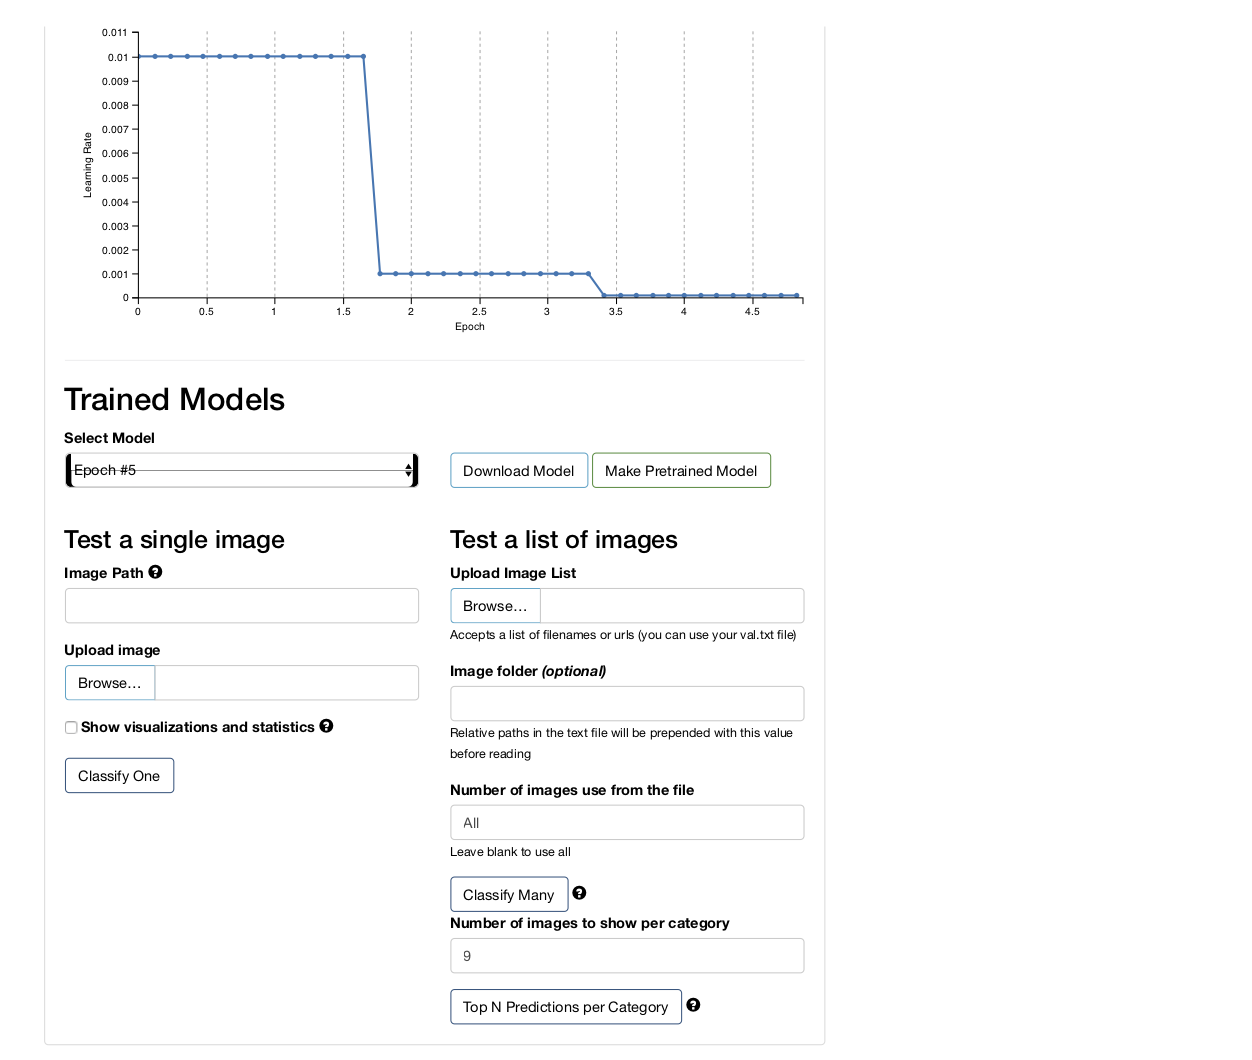 0.011
0.01
0.009
0.008
0.007
0.006
0.005
0.004
0.003
0.002
0.001
0
Learning Rate
0 0.5 1 1.5 2 2.5 3 3.5 4 4.5
Epoch
Trained Models
Select Model
Epoch #5
Download Model
Make Pretrained Model
Test a single image
Image Path ?
Upload image
Browse...
Show visualizations and statistics ?
Classify One
Test a list of images
Upload Image List
Browse...
Accepts a list of filenames or urls (you can use your val.txt file)
Image folder (optional)
Relative paths in the text file will be prepended with this value
before reading
Number of images use from the file
All
Leave blank to use all
Classify Many ?
Number of images to show per category
9
Top N Predictions per Category ?